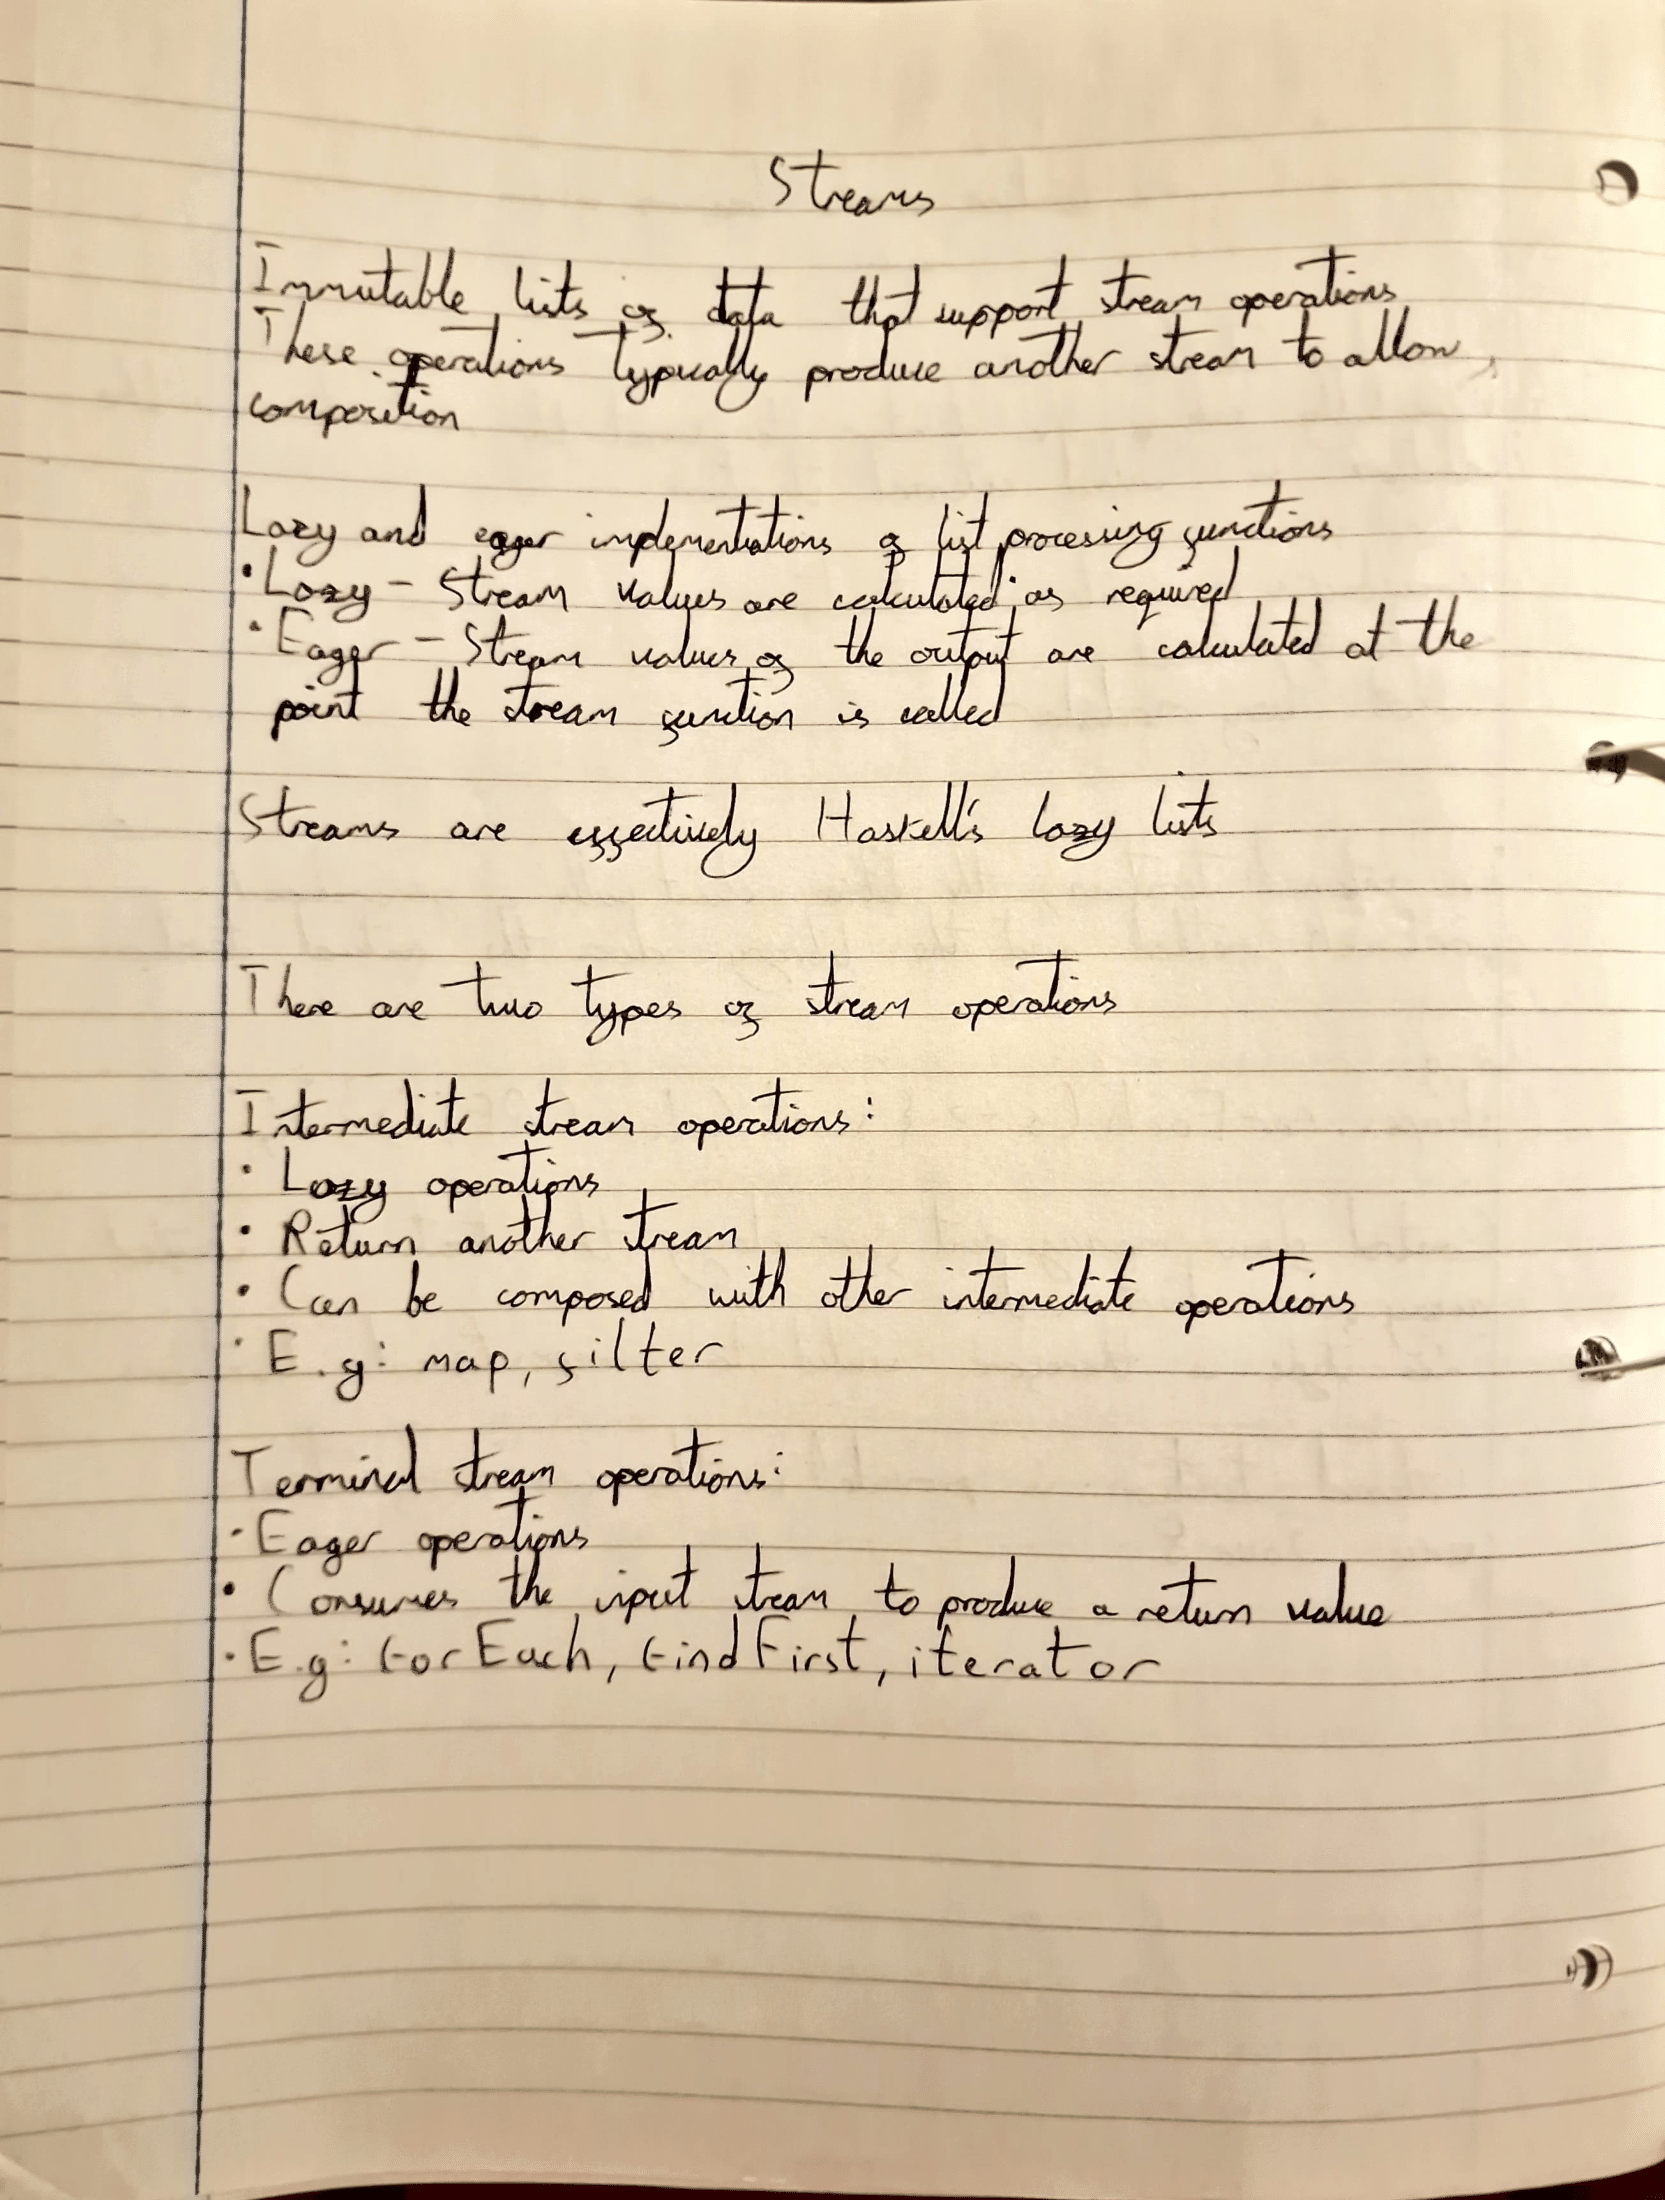 Streams
Immutable lists of data that support stream operations
These operations typically produce another stream to allow
composition
Lazy and eager implementations of list processing functions
• Lazy - Stream values are calculated as required
• Eager - Stream values of the output are calculated at the
point the stream function is called
Streams are effectively Haskell's lazy lists
There are two types of stream operations
Intermediate stream operations:
• Lazy operations
• Return another stream
• Can be composed with other intermediate operations
• E.g: map, filter
Terminal stream operations:
• Eager operations
• Consumes the input stream to produce a return value
• E.g: forEach, findFirst, iterator